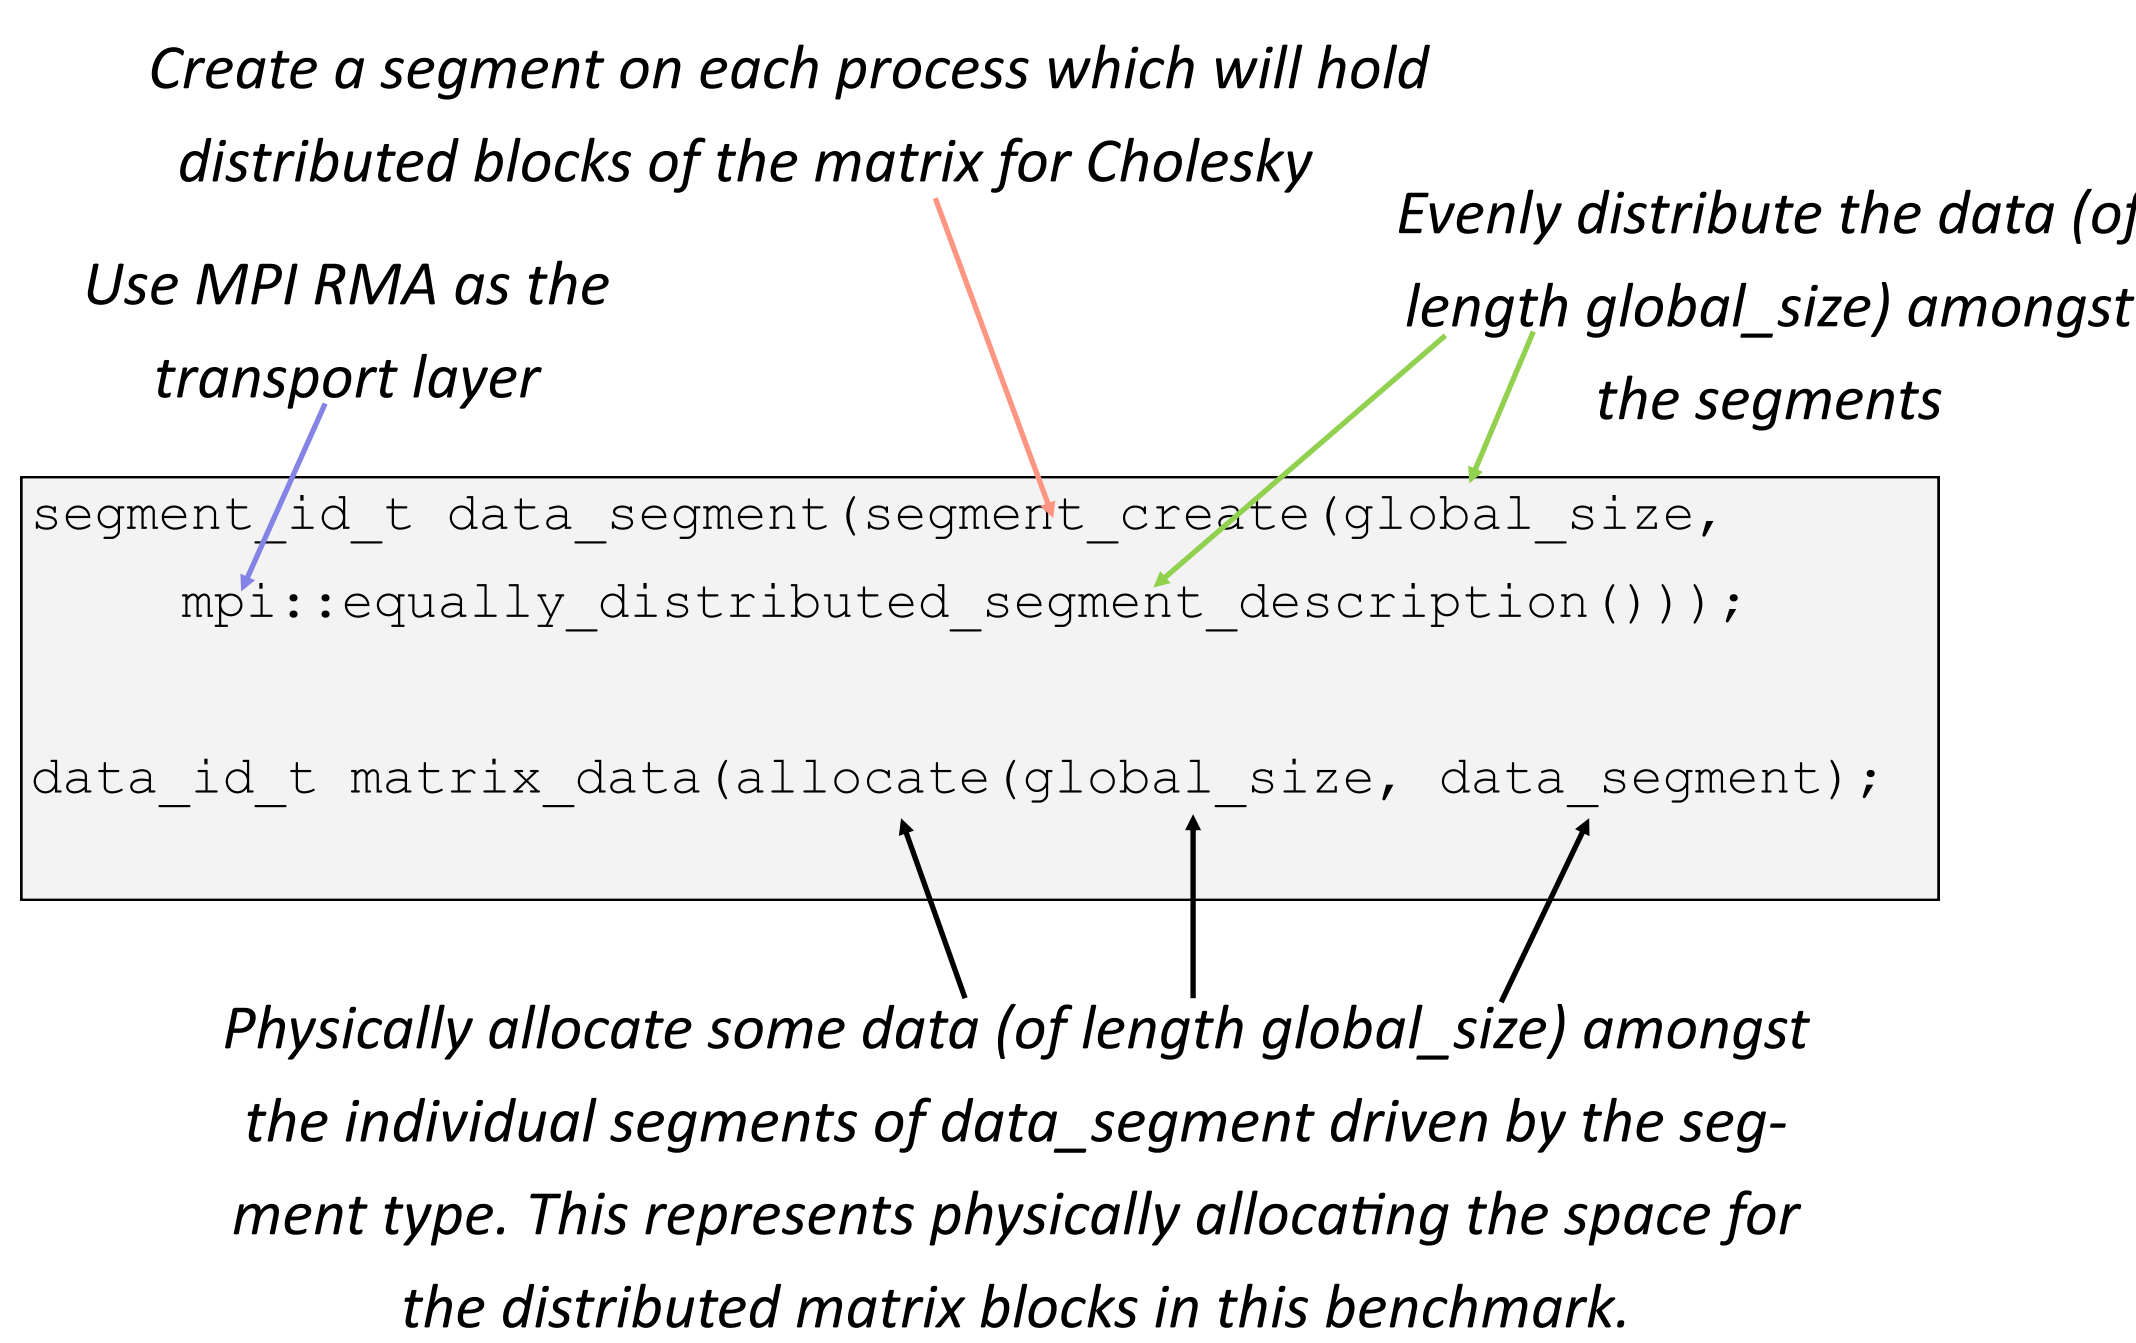 Create a segment on each process which will hold
distributed blocks of the matrix for Cholesky
Evenly distribute the data (of
length global_size) amongst
the segments
Use MPI RMA as the
transport layer
segment_id_t data_segment(segment_create(global_size,
mpi::equally_distributed_segment_description()));
data_id_t matrix_data(allocate(global_size, data_segment);
Physically allocate some data (of length global_size) amongst
the individual segments of data_segment driven by the seg-
ment type. This represents physically allocating the space for
the distributed matrix blocks in this benchmark.